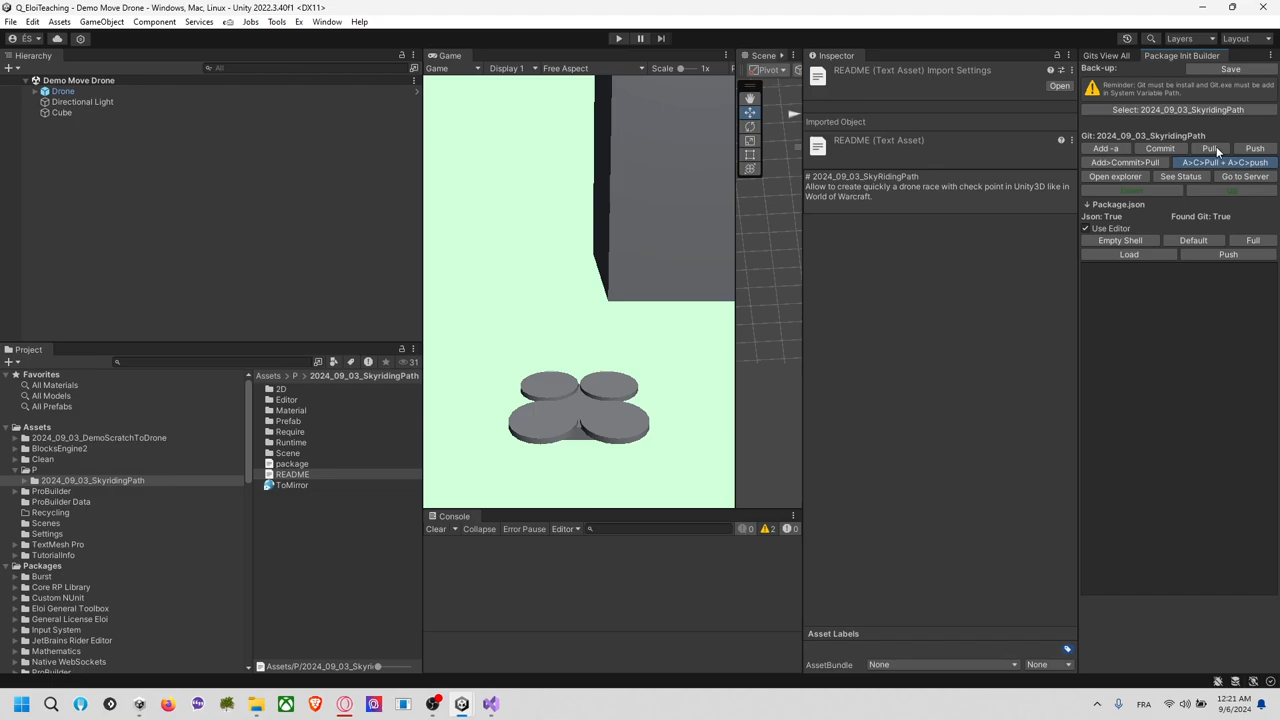 Q_EloiTeaching - Demo Move Drone - Windows, Mac, Linux - Unity 2022.3.40f1 <DX11>
File Edit Assets GameObject Component Services Jobs Tools Ex Window Help
ÉS Layers Layout
Hierarchy
All
Demo Move Drone
Drone
Directional Light
Cube
Game
Game Display 1 Free Aspect Scale 1x
Scene
Pivot
Inspector
README (Text Asset) Import Settings
Open
Imported Object
README (Text Asset)
# 2024_09_03_SkyRidingPath
Allow to create quickly a drone race with check point in Unity3D like in
World of Warcraft.
Asset Labels
AssetBundle None None
Gits View All Package Init Builder
Back-up: Save
Reminder: Git must be install and Git.exe must be add
in System Variable Path.
Select: 2024_09_03_SkyridingPath
Git: 2024_09_03_SkyridingPath
Add -a Commit Pull Push
Add>Commit>Pull A>C>Pull + A>C>push
Open explorer See Status Go to Server
↓ Package.json
Json: True Found Git: True
Use Editor
Empty Shell Default Full
Load Push
Project
31
Favorites
All Materials
All Models
All Prefabs
Assets
2024_09_03_DemoScratchToDrone
BlocksEngine2
Clean
P
2024_09_03_SkyridingPath
ProBuilder
ProBuilder Data
Recycling
Scenes
Settings
TextMesh Pro
TutorialInfo
Packages
Burst
Core RP Library
Custom NUnit
Eloi General Toolbox
General License Eloi
Input System
JetBrains Rider Editor
Mathematics
Native WebSockets
Assets > P > 2024_09_03_SkyridingPath
2D
Editor
Material
Prefab
Require
Runtime
Scene
package
README
ToMirror
Assets/P/2024_09_03_Skyri
Console
Clear Collapse Error Pause Editor
0 2 0
FRA
12:21 AM
9/6/2024